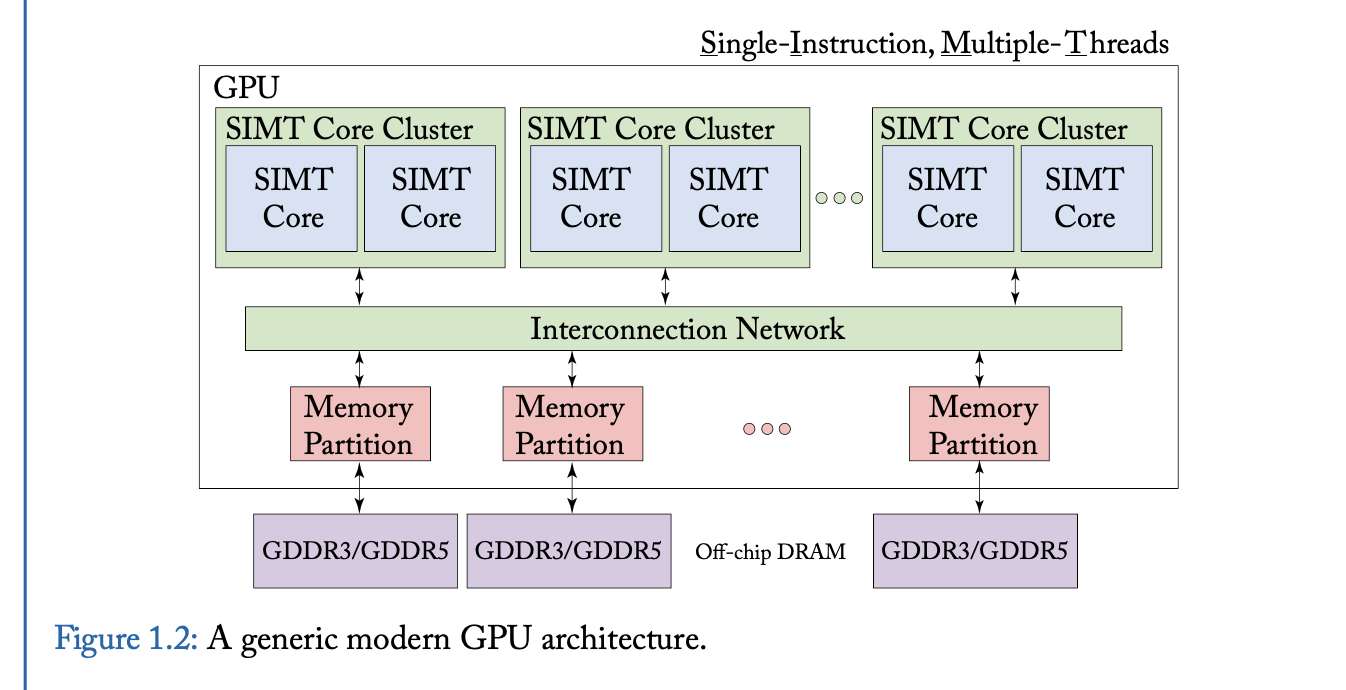 Single-Instruction, Multiple-Threads
GPU
SIMT Core Cluster
SIMT
Core
SIMT
Core
SIMT Core Cluster
SIMT
Core
SIMT
Core
SIMT Core Cluster
SIMT
Core
SIMT
Core
Interconnection Network
Memory
Partition
Memory
Partition
Memory
Partition
GDDR3/GDDR5
GDDR3/GDDR5
Off-chip DRAM
GDDR3/GDDR5
Figure 1.2: A generic modern GPU architecture.